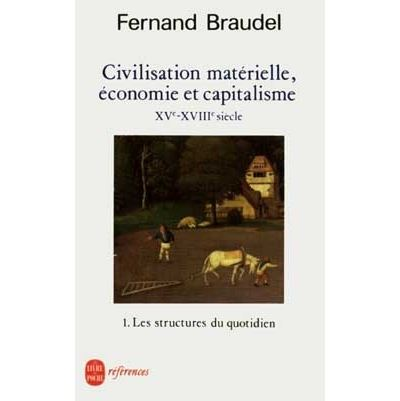 Fernand Braudel
Civilisation matérielle,
économie et capitalisme
XVe-XVIIIe siècle
1. Les structures du quotidien
LE LIVRE
DE
POCHE
références